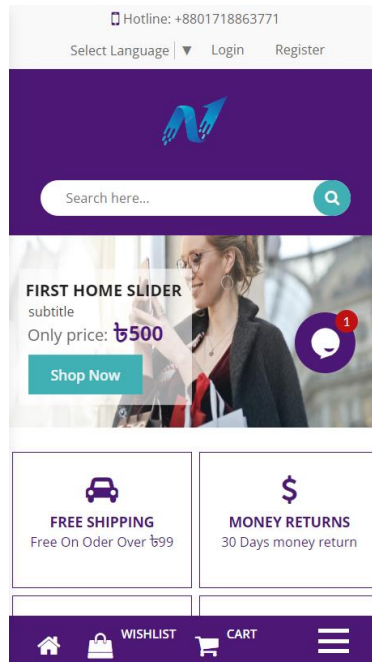 Hotline: +8801718863771
Select Language ▼ Login Register
Search here...
FIRST HOME SLIDER
subtitle
Only price: ৳500
1
Shop Now
FREE SHIPPING
Free On Oder Over ৳99
MONEY RETURNS
30 Days money return
WISHLIST
CART